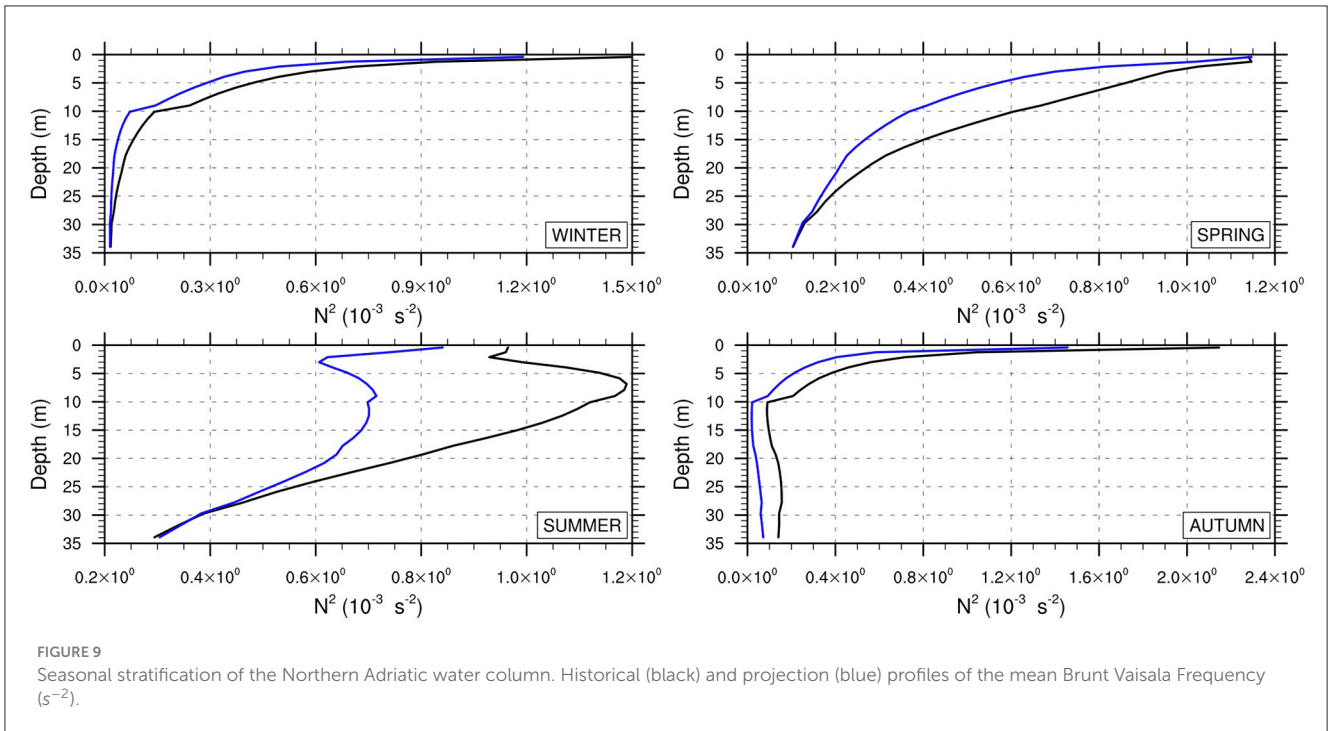 0
5
10
15
20
25
30
35
Depth (m)
WINTER
0.0×10⁰ 0.3×10⁰ 0.6×10⁰ 0.9×10⁰ 1.2×10⁰ 1.5×10⁰
N² (10⁻³ s⁻²)
0
5
10
15
20
25
30
35
Depth (m)
SPRING
0.0×10⁰ 0.2×10⁰ 0.4×10⁰ 0.6×10⁰ 0.8×10⁰ 1.0×10⁰ 1.2×10⁰
N² (10⁻³ s⁻²)
0
5
10
15
20
25
30
35
Depth (m)
SUMMER
0.2×10⁰ 0.4×10⁰ 0.6×10⁰ 0.8×10⁰ 1.0×10⁰ 1.2×10⁰
N² (10⁻³ s⁻²)
0
5
10
15
20
25
30
35
Depth (m)
AUTUMN
0.0×10⁰ 0.4×10⁰ 0.8×10⁰ 1.2×10⁰ 1.6×10⁰ 2.0×10⁰ 2.4×10⁰
N² (10⁻³ s⁻²)
FIGURE 9
Seasonal stratification of the Northern Adriatic water column. Historical (black) and projection (blue) profiles of the mean Brunt Vaisala Frequency
(s⁻²).